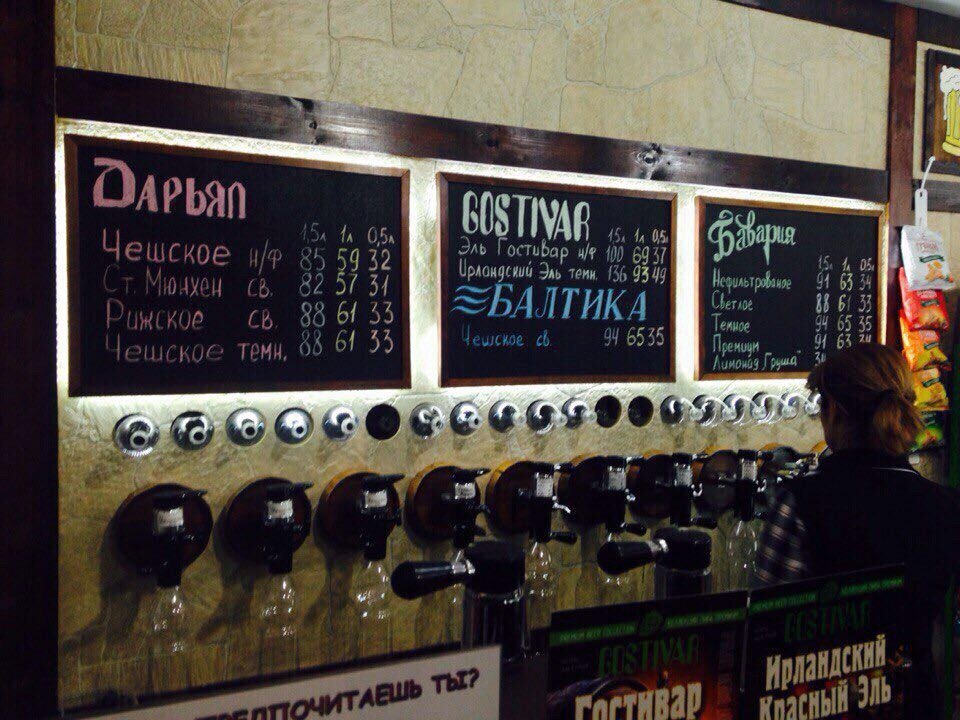 Дарьял
1,5л 1л 0,5л
Чешское н/ф 85 59 32
Ст. Мюнхен св. 82 57 31
Рижское св. 88 61 33
Чешское темн. 88 61 33
GOSTIVAR
1,5л 1л 0,5л
Эль Гостивар н/ф 100 69 37
Ирландский Эль темн. 136 93 49
БАЛТИКА
Чешское св. 94 65 35
Бавария
1,5л 1л 0,5л
Нефильтрованое 91 63 34
Светлое 88 61 33
Темное 94 65 35
Премиум 91 63 34
Лимонад „Груша"
ПРЕДПОЧИТАЕШЬ ТЫ?
GOSTIVAR
Гостивар
GOSTIVAR
Ирландский
Красный Эль